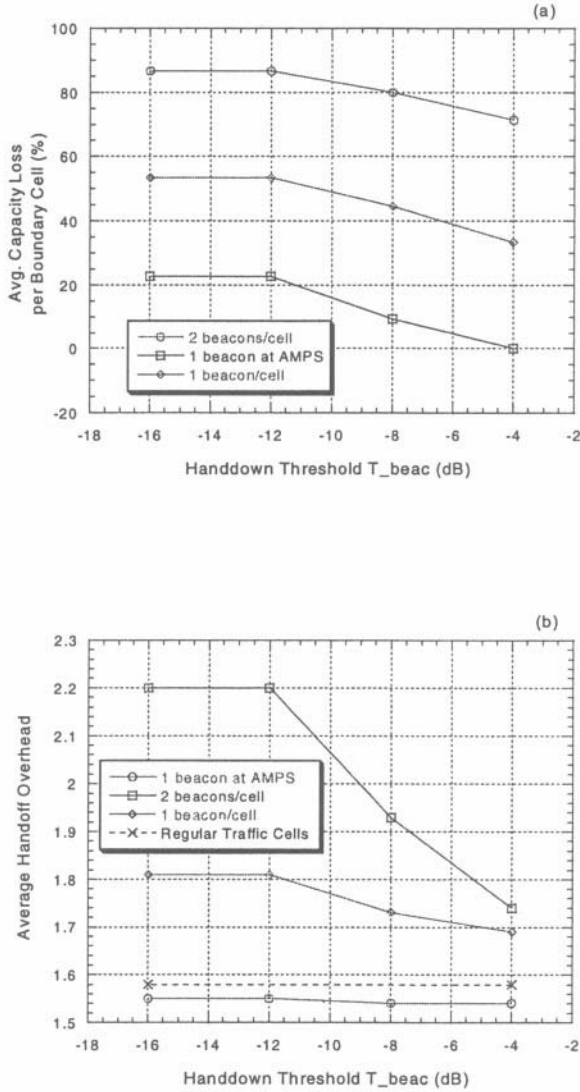 (a)
100
80
60
40
20
0
-20
Avg. Capacity Loss
per Boundary Cell (%)
2 beacons/cell
1 beacon at AMPS
1 beacon/cell
-18 -16 -14 -12 -10 -8 -6 -4 -2
Handdown Threshold T_beac (dB)
(b)
2.3
2.2
2.1
2
1.9
1.8
1.7
1.6
1.5
Average Handoff Overhead
1 beacon at AMPS
2 beacons/cell
1 beacon/cell
Regular Traffic Cells
-18 -16 -14 -12 -10 -8 -6 -4 -2
Handdown Threshold T_beac (dB)